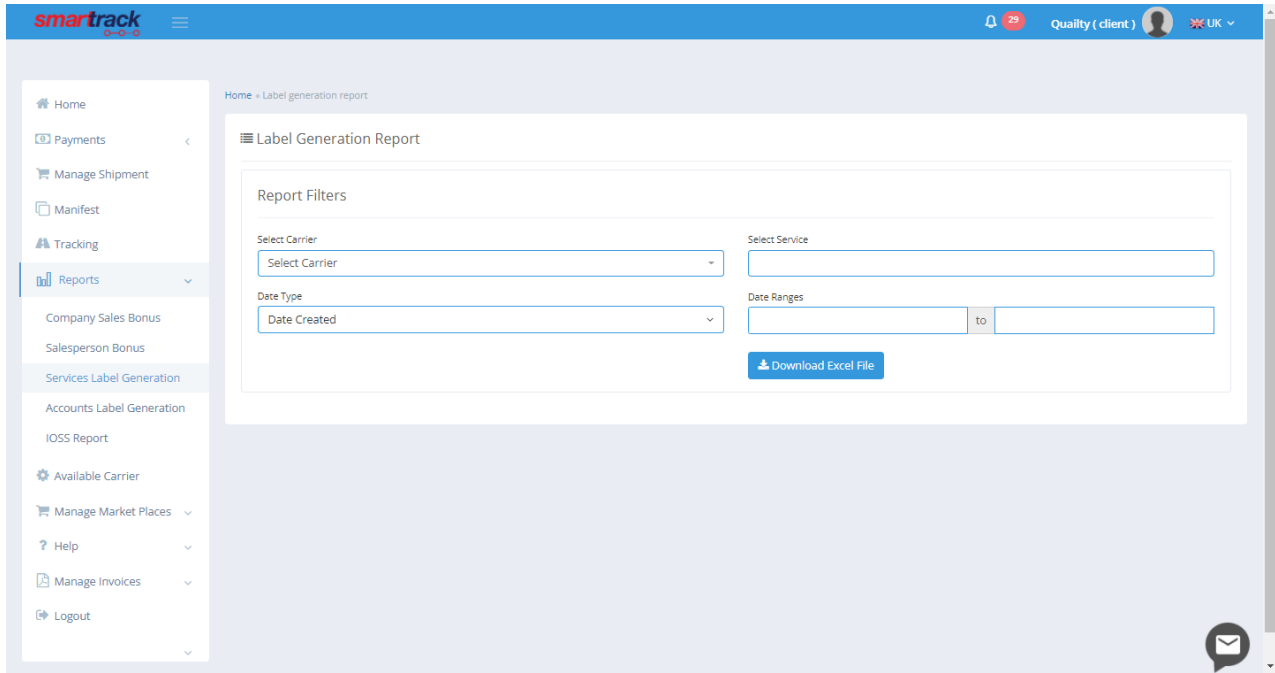 smartrack
29
Quailty ( client )
UK
Home
Payments
Manage Shipment
Manifest
Tracking
Reports
Company Sales Bonus
Salesperson Bonus
Services Label Generation
Accounts Label Generation
IOSS Report
Available Carrier
Manage Market Places
? Help
Manage Invoices
Logout
Home » Label generation report
Label Generation Report
Report Filters
Select Carrier
Select Carrier
Select Service
Date Type
Date Created
Date Ranges
to
Download Excel File